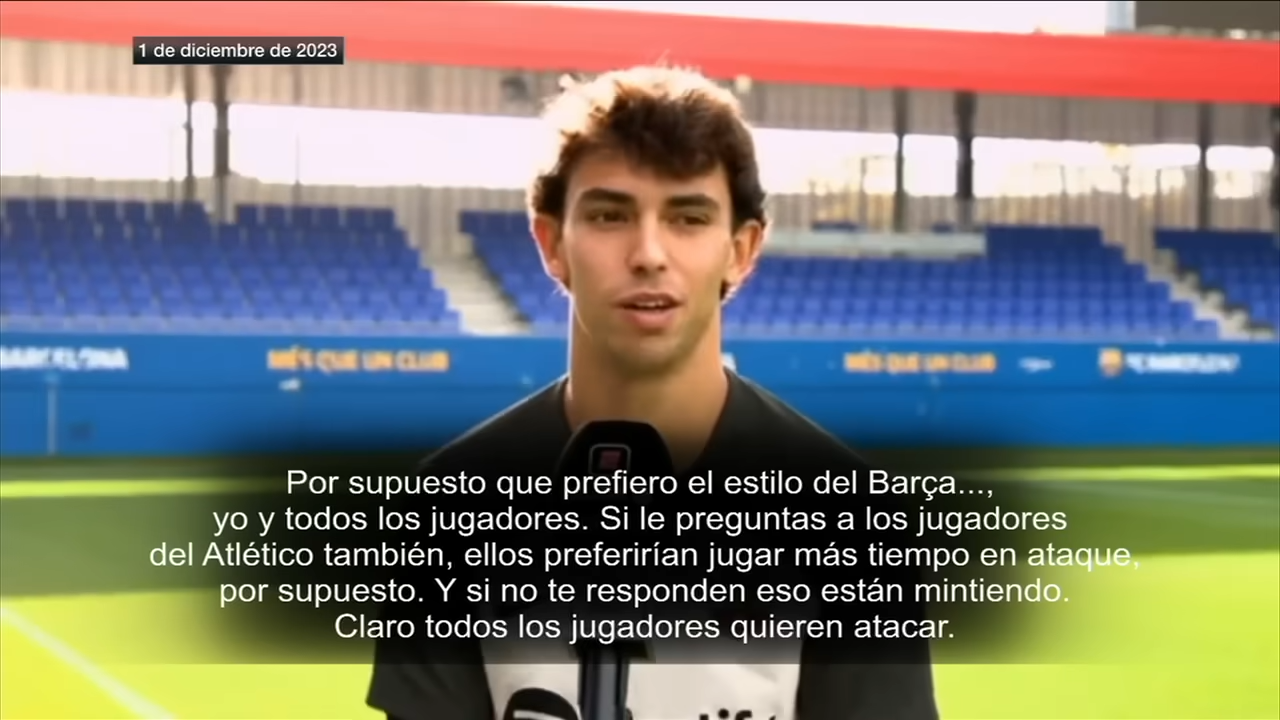 1 de diciembre de 2023
BARCELONA
MÉS QUE UN CLUB
MÉS QUE UN CLUB
FC BARCELONA
Por supuesto que prefiero el estilo del Barça...,
yo y todos los jugadores. Si le preguntas a los jugadores
del Atlético también, ellos preferirían jugar más tiempo en ataque,
por supuesto. Y si no te responden eso están mintiendo.
Claro todos los jugadores quieren atacar.